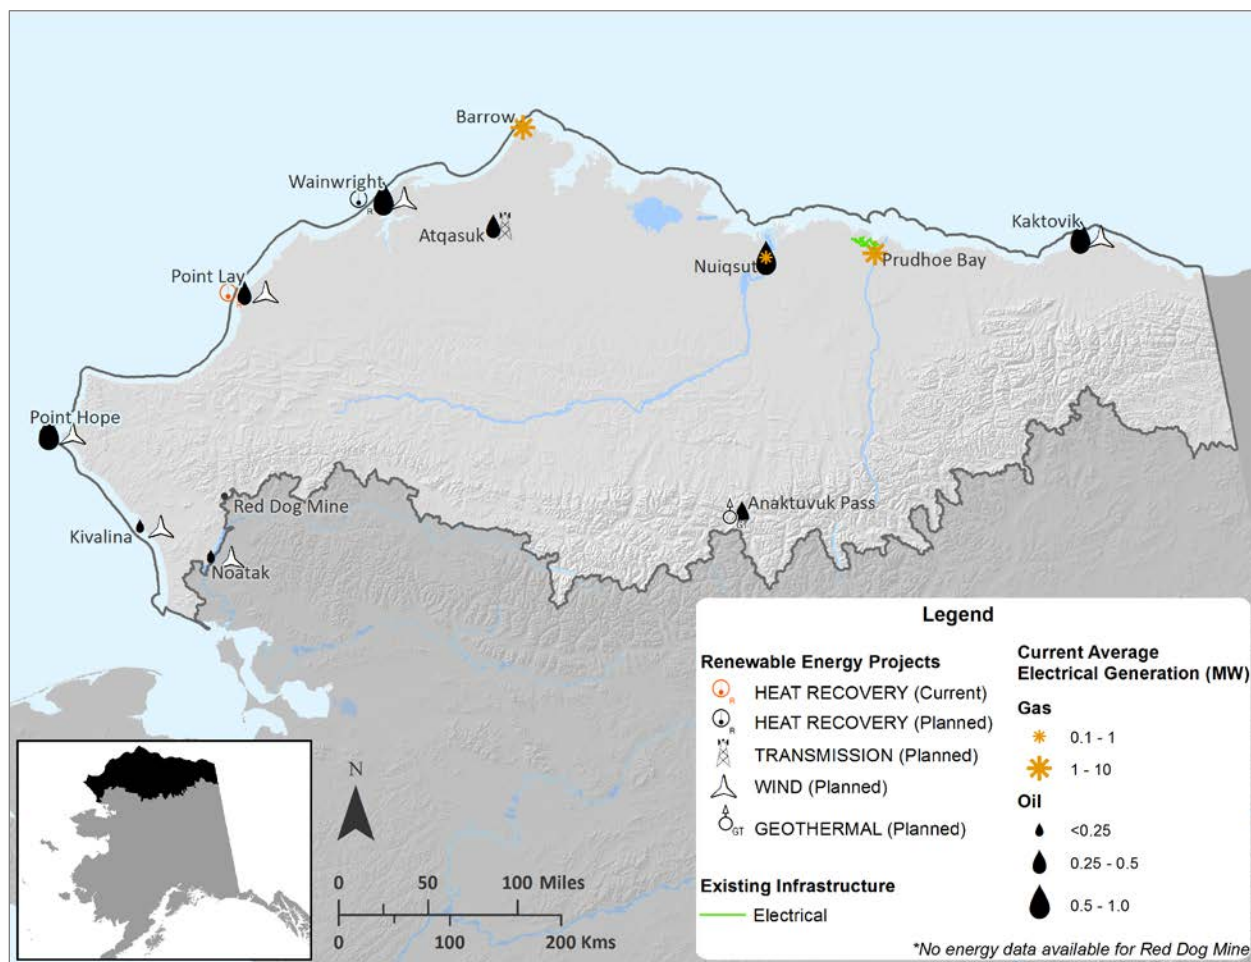 Barrow
Wainwright
R
Atqasuk
Kaktovik
Nuiqsut
Prudhoe Bay
Point Lay
Point Hope
Red Dog Mine
Anaktuvuk Pass
GT
Kivalina
Noatak
Legend
Renewable Energy Projects
R HEAT RECOVERY (Current)
R HEAT RECOVERY (Planned)
TRANSMISSION (Planned)
WIND (Planned)
GT GEOTHERMAL (Planned)
Existing Infrastructure
Electrical
Current Average
Electrical Generation (MW)
Gas
0.1 - 1
1 - 10
Oil
<0.25
0.25 - 0.5
0.5 - 1.0
*No energy data available for Red Dog Mine
N
0 50 100 Miles
0 100 200 Kms